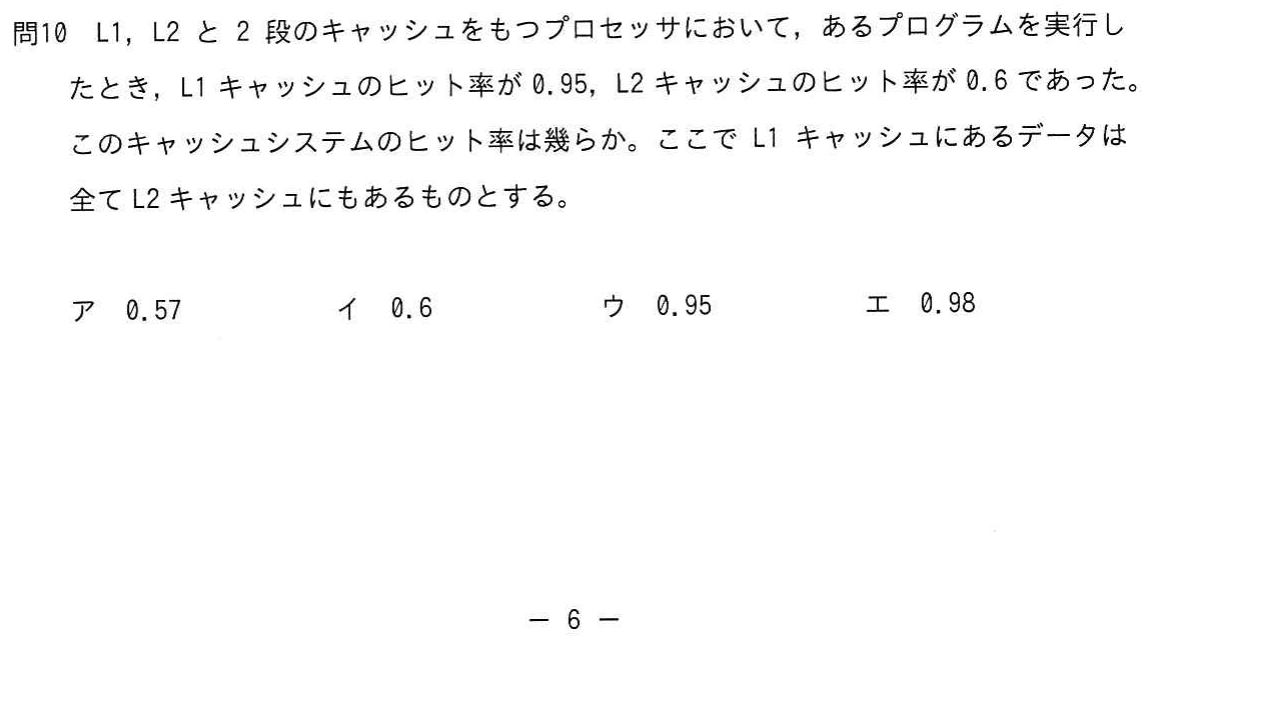 問10 L1，L2 と 2 段のキャッシュをもつプロセッサにおいて，あるプログラムを実行し
たとき，L1 キャッシュのヒット率が 0.95，L2 キャッシュのヒット率が 0.6 であった。
このキャッシュシステムのヒット率は幾らか。ここで L1 キャッシュにあるデータは
全て L2 キャッシュにもあるものとする。
ア 0.57 イ 0.6 ウ 0.95 エ 0.98
－ 6 －